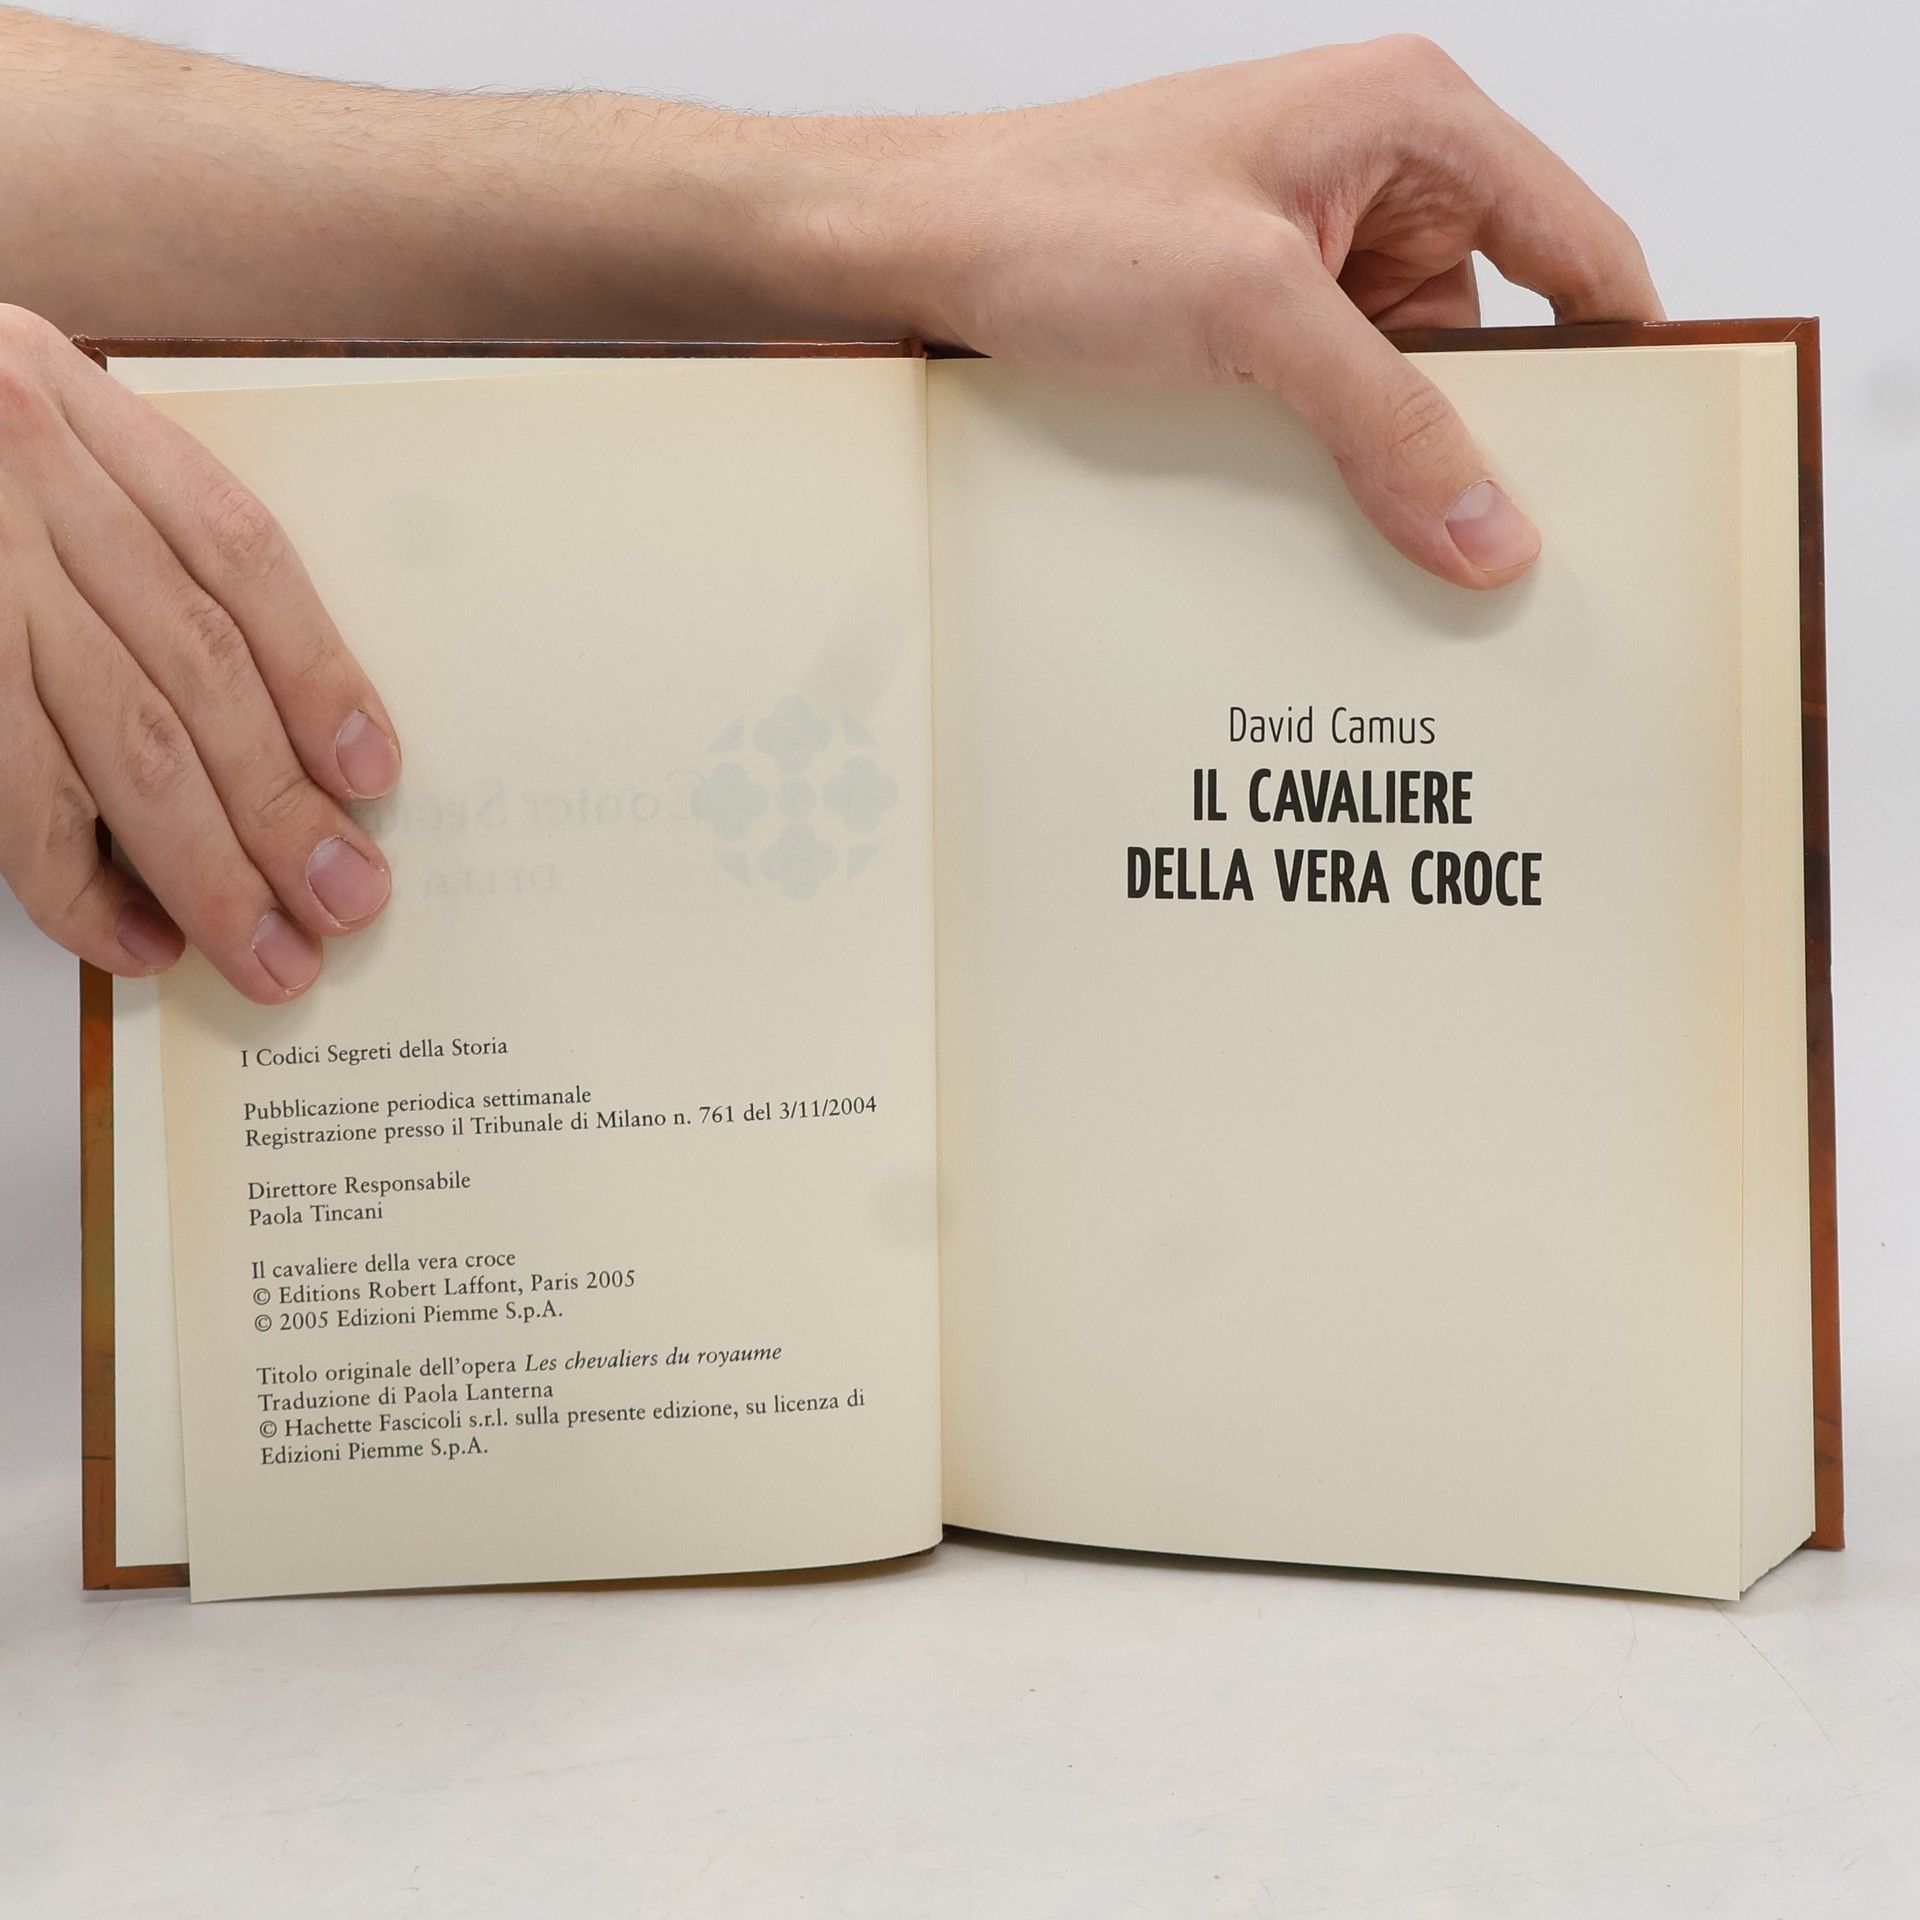 I Codici Segreti della Storia
Pubblicazione periodica settimanale
Registrazione presso il Tribunale di Milano n. 761 del 3/11/2004
Direttore Responsabile
Paola Tincani
Il cavaliere della vera croce
© Editions Robert Laffont, Paris 2005
© 2005 Edizioni Piemme S.p.A.
Titolo originale dell'opera Les chevaliers du royaume
Traduzione di Paola Lanterna
© Hachette Fascicoli s.r.l. sulla presente edizione, su licenza di
Edizioni Piemme S.p.A.
David Camus
IL CAVALIERE
DELLA VERA CROCE